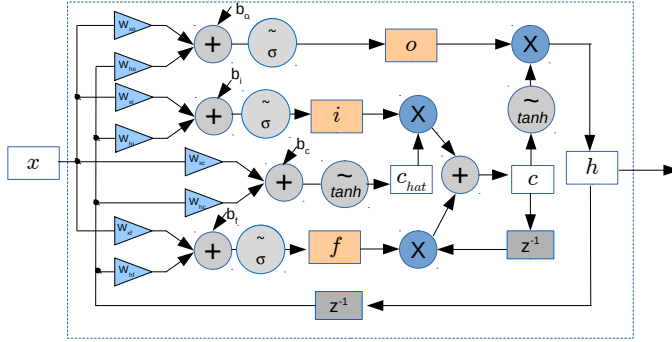 b_o
W_xo
~
σ
o
X
W_ho
+
b_i
W_xi
~
σ
i
X
~
tanh
W_hi
+
b_c
x
W_xc
+
~
tanh
c_hat
+
c
h
W_hc
b_f
W_xf
~
σ
f
X
z⁻¹
W_hf
+
z⁻¹